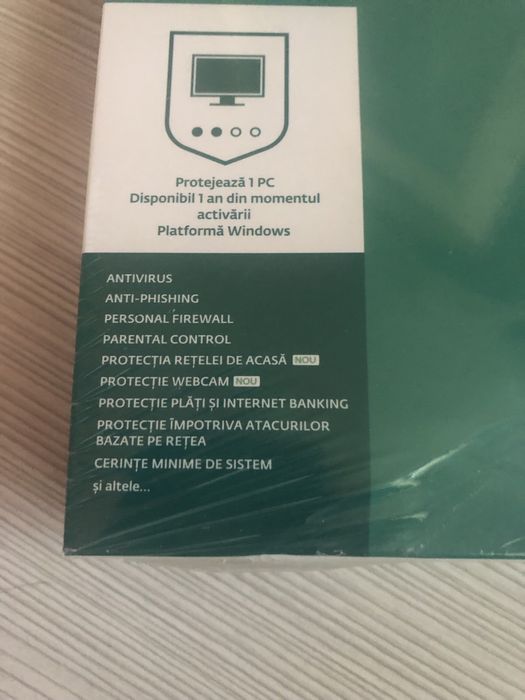 Protejează 1 PC
Disponibil 1 an din momentul
activării
Platformă Windows
ANTIVIRUS
ANTI-PHISHING
PERSONAL FIREWALL
PARENTAL CONTROL
PROTECȚIA REȚELEI DE ACASĂ NOU
PROTECȚIE WEBCAM NOU
PROTECȚIE PLĂȚI ȘI INTERNET BANKING
PROTECȚIE ÎMPOTRIVA ATACURILOR
BAZATE PE REȚEA
CERINȚE MINIME DE SISTEM
și altele...